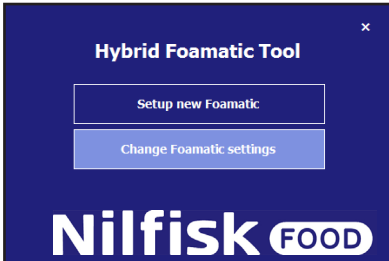 ×
Hybrid Foamatic Tool
Setup new Foamatic
Change Foamatic settings
Nilfisk FOOD